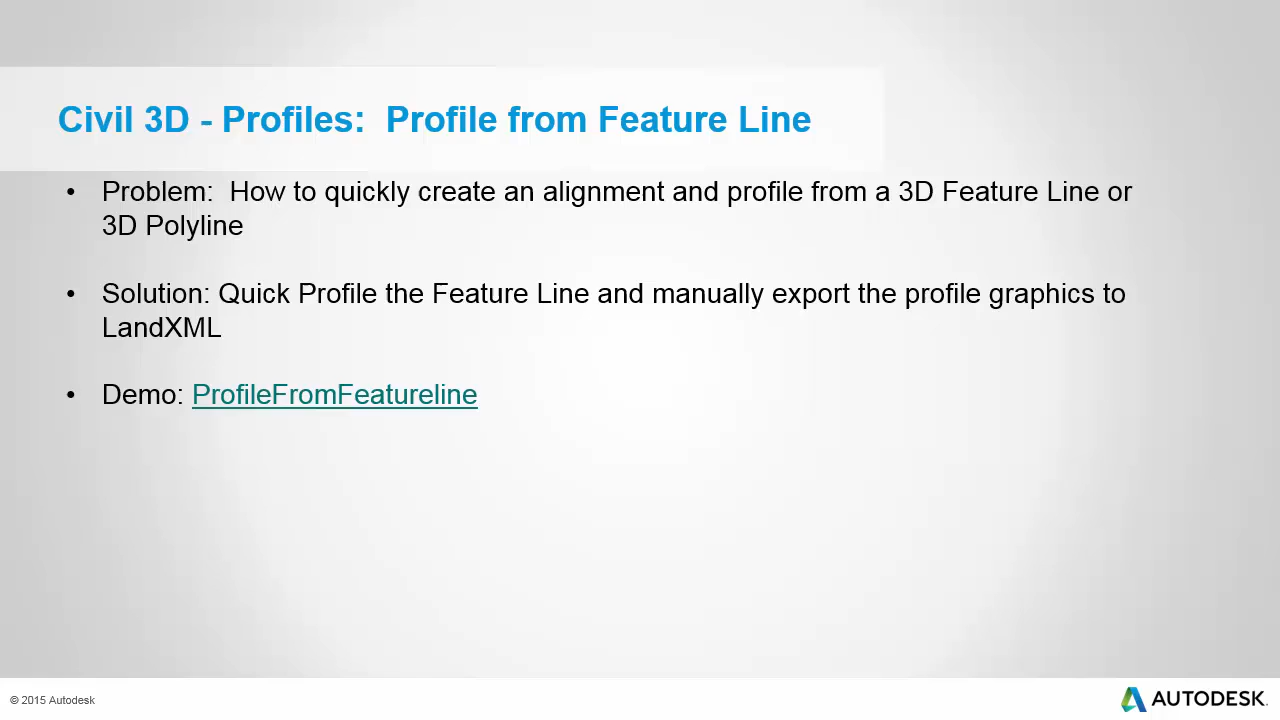 Civil 3D - Profiles:  Profile from Feature Line
• Problem:  How to quickly create an alignment and profile from a 3D Feature Line or
3D Polyline
• Solution: Quick Profile the Feature Line and manually export the profile graphics to
LandXML
• Demo: ProfileFromFeatureline
© 2015 Autodesk
AUTODESK.